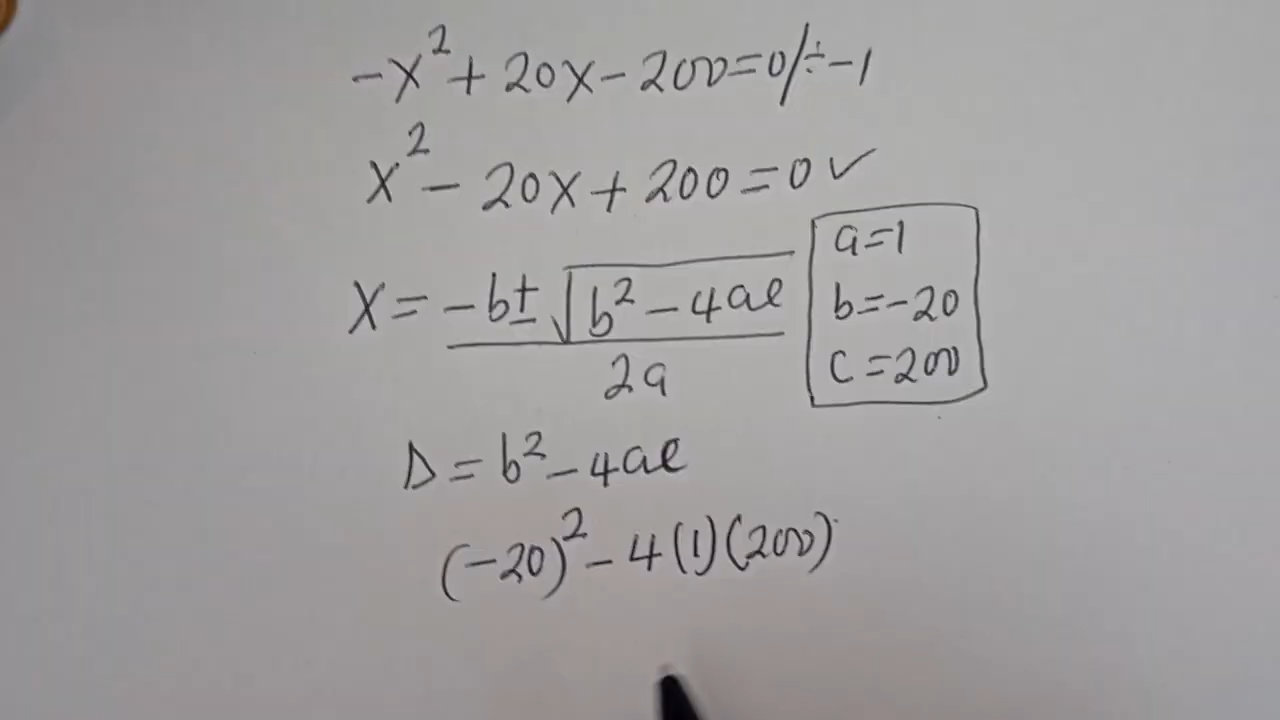 -x² + 20x - 200 = 0 / ÷ -1
x² - 20x + 200 = 0 ✓
x = -b ± √b² - 4ac
2a
a = 1
b = -20
c = 200
D = b² - 4ac
(-20)² - 4(1)(200)